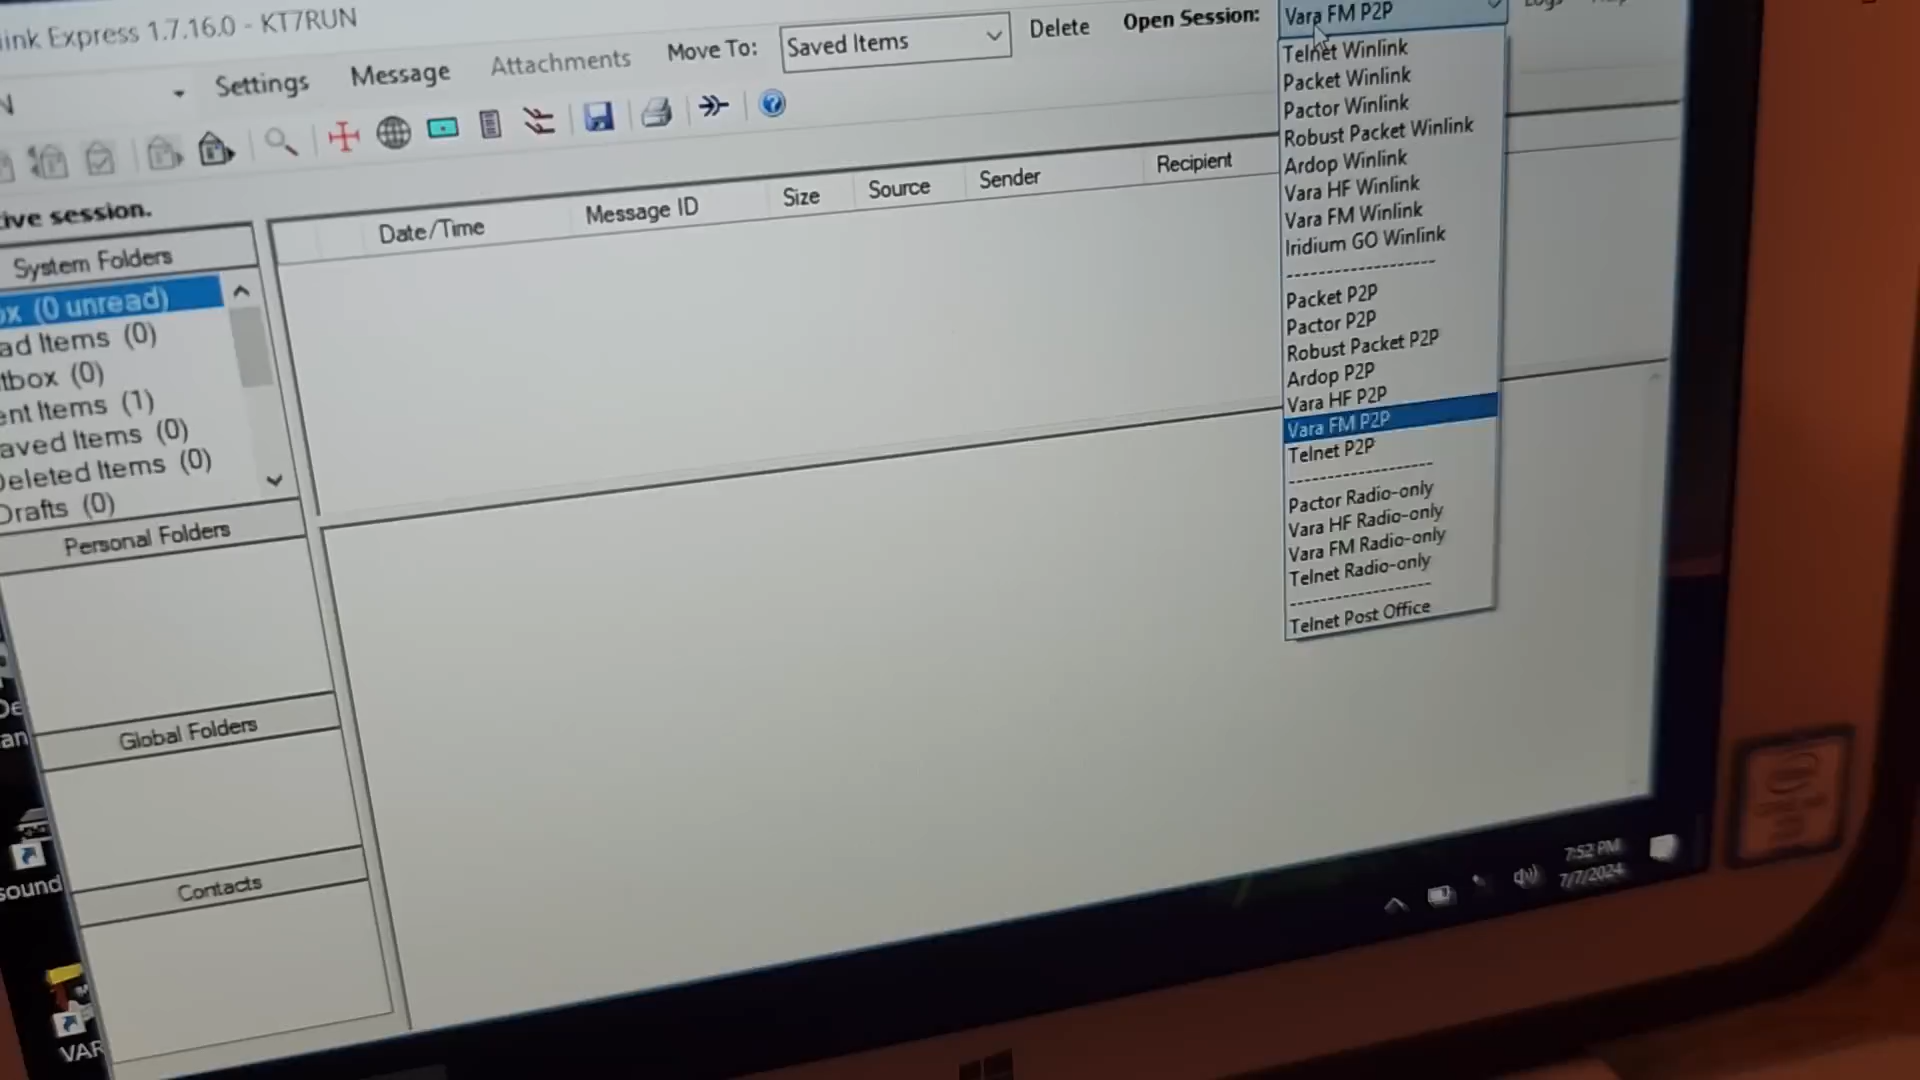 link Express 1.7.16.0 - KT7RUN
Settings Message Attachments Move To: Saved Items Delete Open Session: Vara FM P2P
Telnet Winlink
Packet Winlink
Pactor Winlink
Robust Packet Winlink
Ardop Winlink
Vara HF Winlink
Vara FM Winlink
Iridium GO Winlink
--------------------
Packet P2P
Pactor P2P
Robust Packet P2P
Ardop P2P
Vara HF P2P
Vara FM P2P
Telnet P2P
--------------------
Pactor Radio-only
Vara HF Radio-only
Vara FM Radio-only
Telnet Radio-only
--------------------
Telnet Post Office
ive session.
Date/Time Message ID Size Source Sender Recipient
System Folders
ox (0 unread)
ad Items (0)
tbox (0)
ent Items (1)
aved Items (0)
Deleted Items (0)
Drafts (0)
Personal Folders
Global Folders
Contacts
De
an
sound
VAR
7:52 PM
7/7/2024